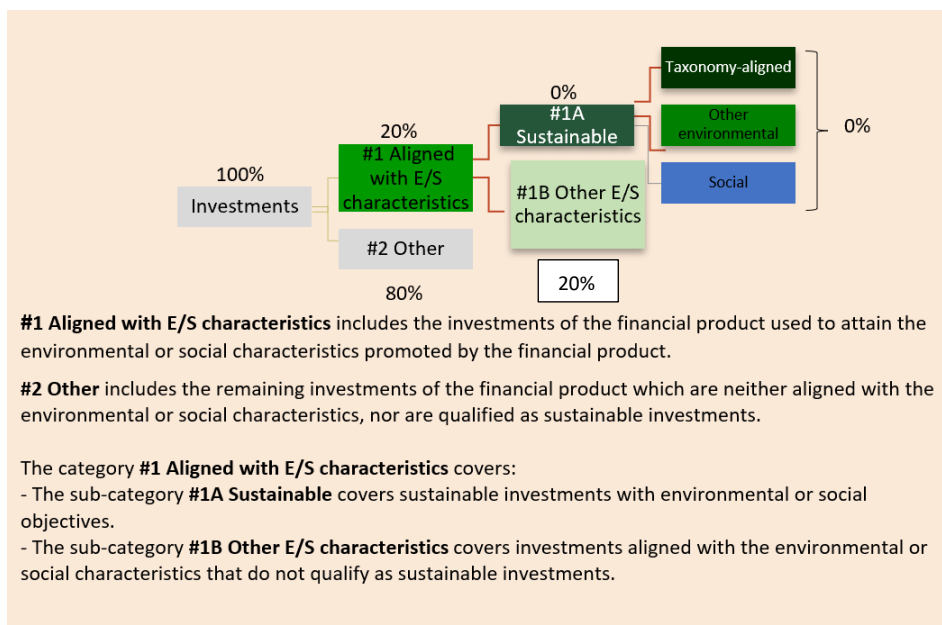 Taxonomy-aligned
0%
#1A
Sustainable
Other
environmental
0%
20%
#1 Aligned
with E/S
characteristics
100%
Investments
#1B Other E/S
characteristics
Social
#2 Other
20%
80%
#1 Aligned with E/S characteristics includes the investments of the financial product used to attain the
environmental or social characteristics promoted by the financial product.
#2 Other includes the remaining investments of the financial product which are neither aligned with the
environmental or social characteristics, nor are qualified as sustainable investments.
The category #1 Aligned with E/S characteristics covers:
- The sub-category #1A Sustainable covers sustainable investments with environmental or social
objectives.
- The sub-category #1B Other E/S characteristics covers investments aligned with the environmental or
social characteristics that do not qualify as sustainable investments.